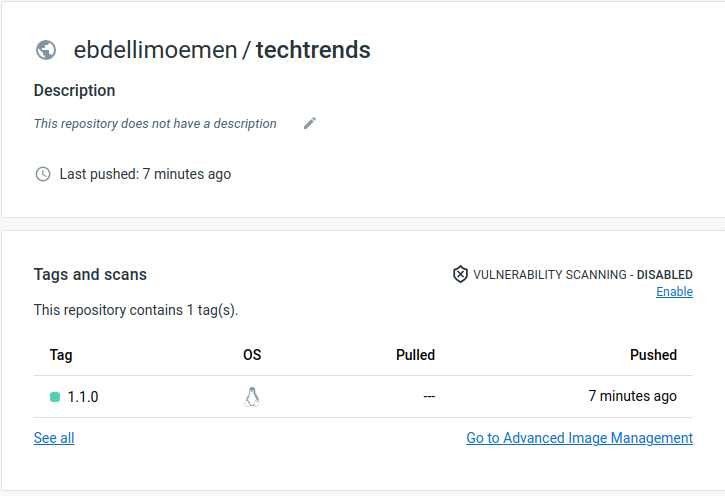 ebdellimoemen / techtrends
Description
This repository does not have a description
Last pushed: 7 minutes ago
Tags and scans
VULNERABILITY SCANNING - DISABLED
Enable
This repository contains 1 tag(s).
Tag OS Pulled Pushed
1.1.0 --- 7 minutes ago
See all Go to Advanced Image Management